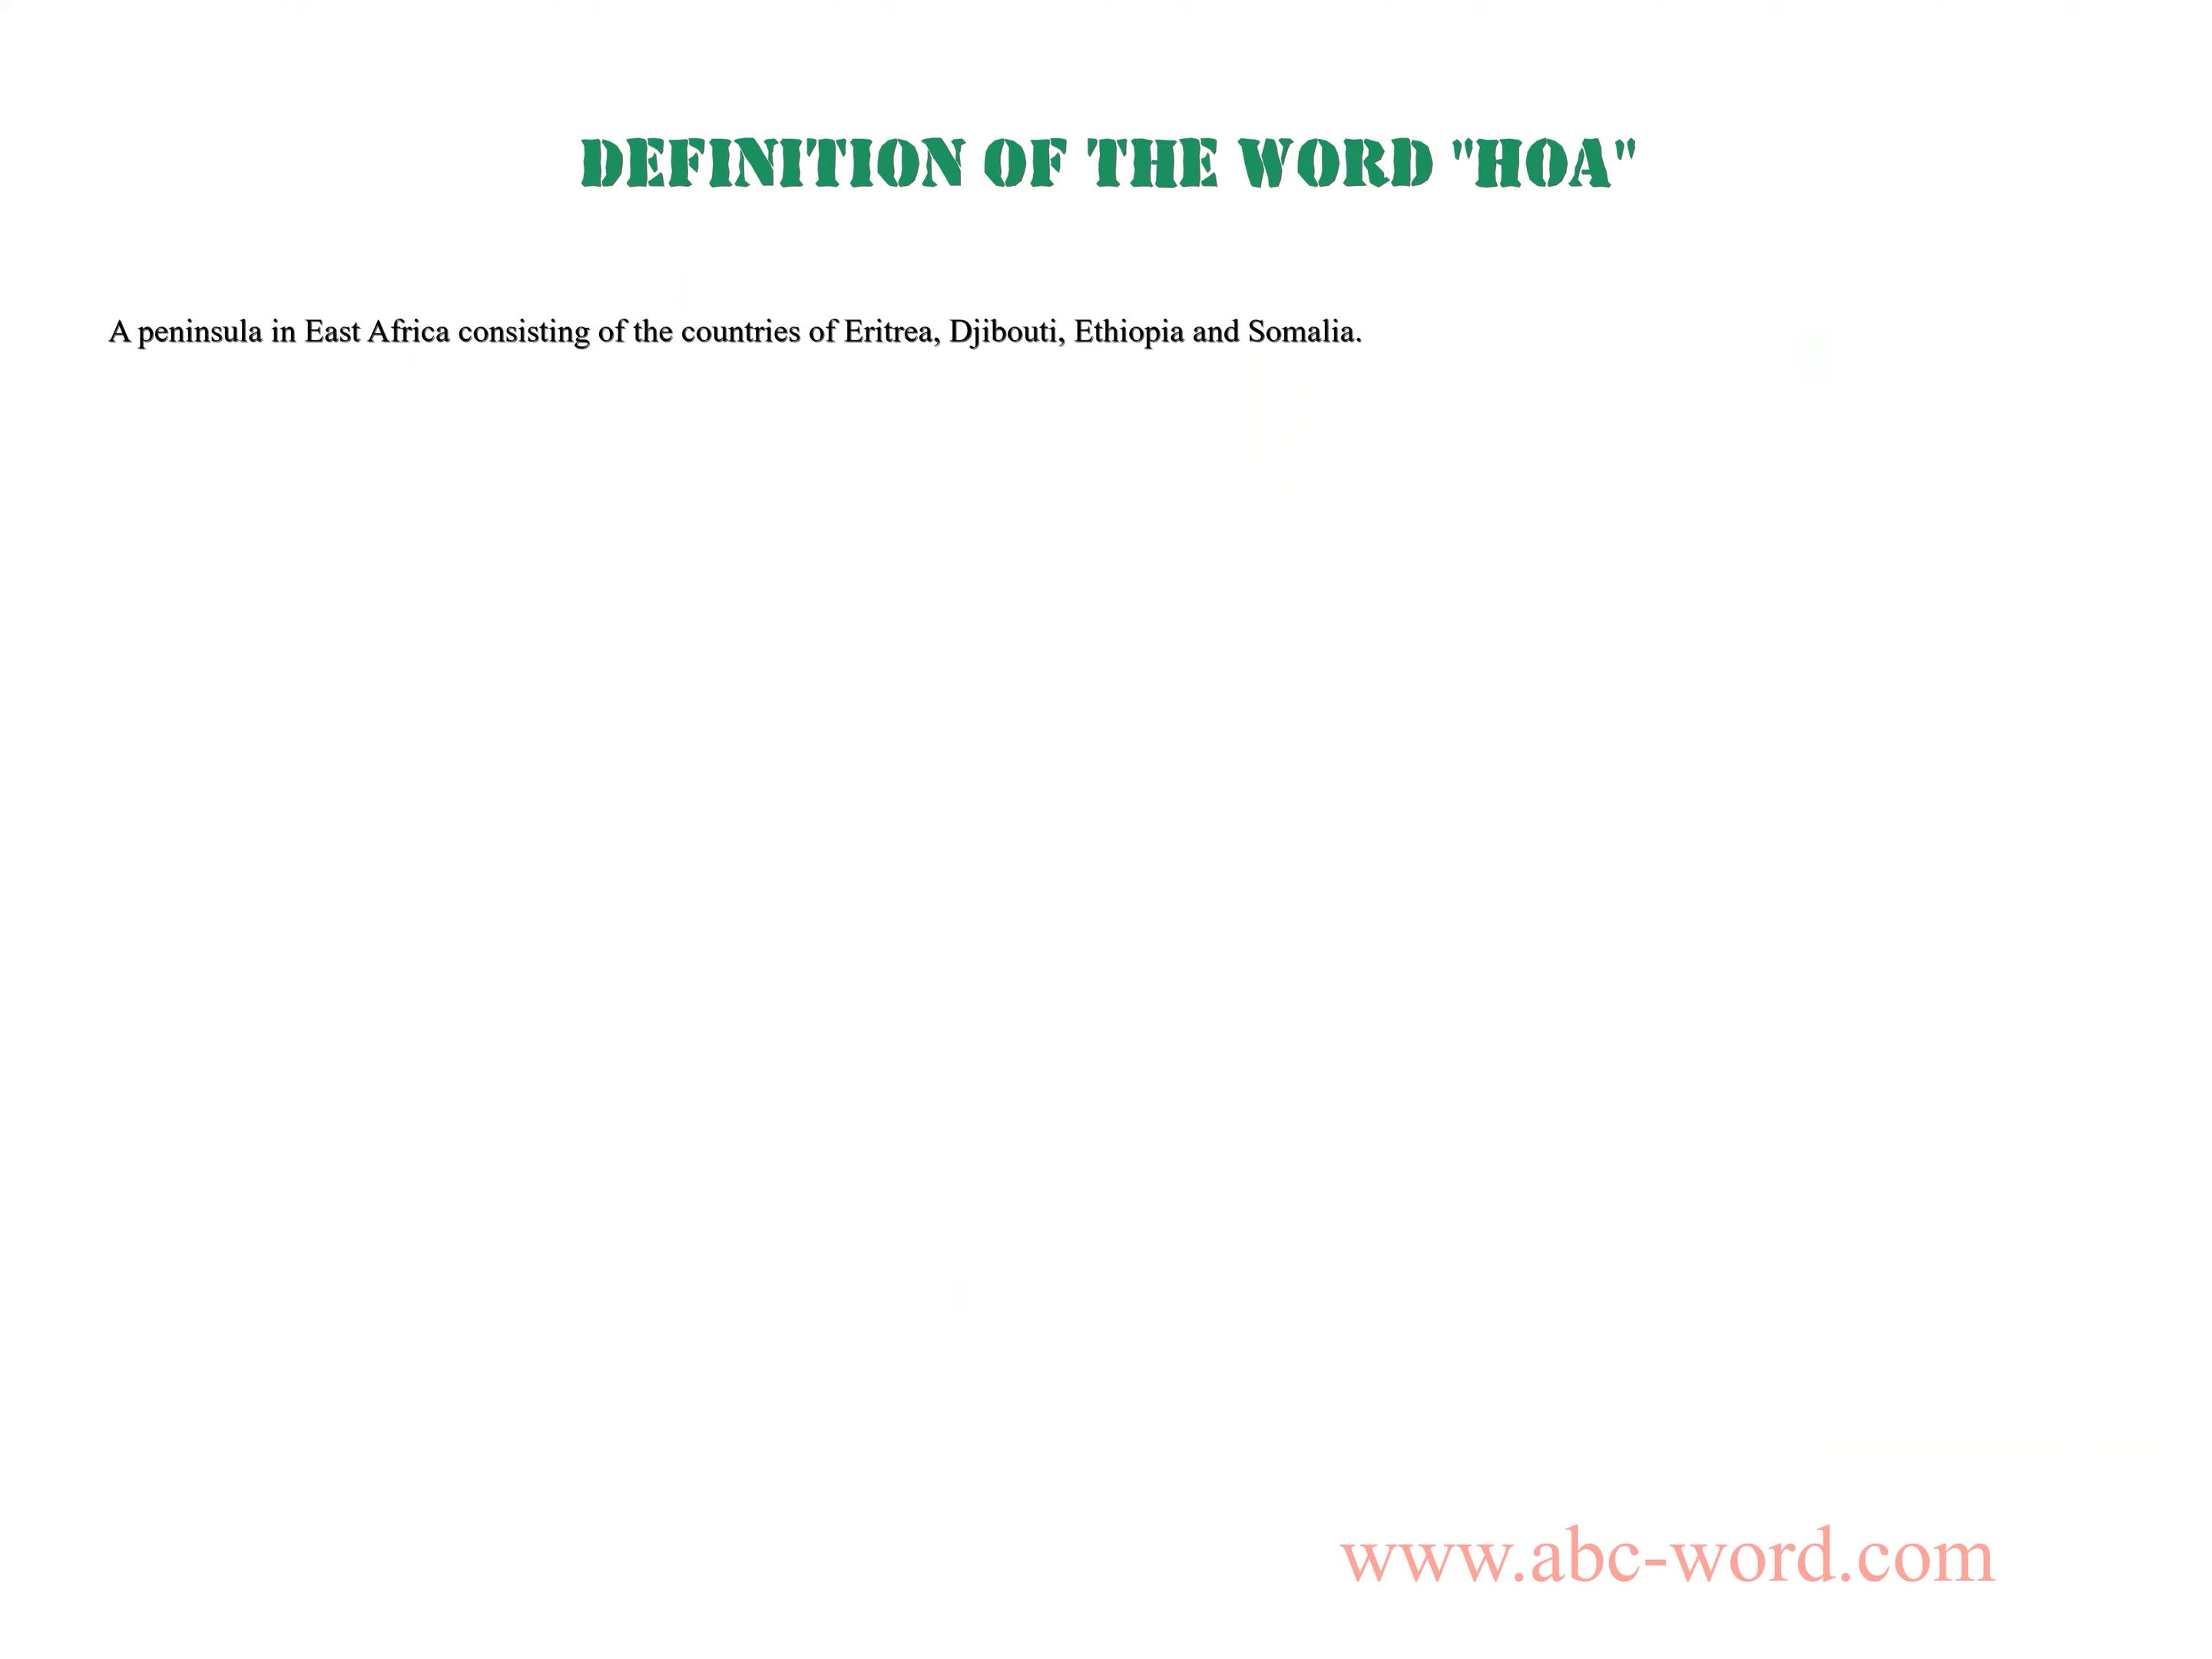 DEFINITION OF THE WORD "HOA"
A peninsula in East Africa consisting of the countries of Eritrea, Djibouti, Ethiopia and Somalia.
www.abc-word.com